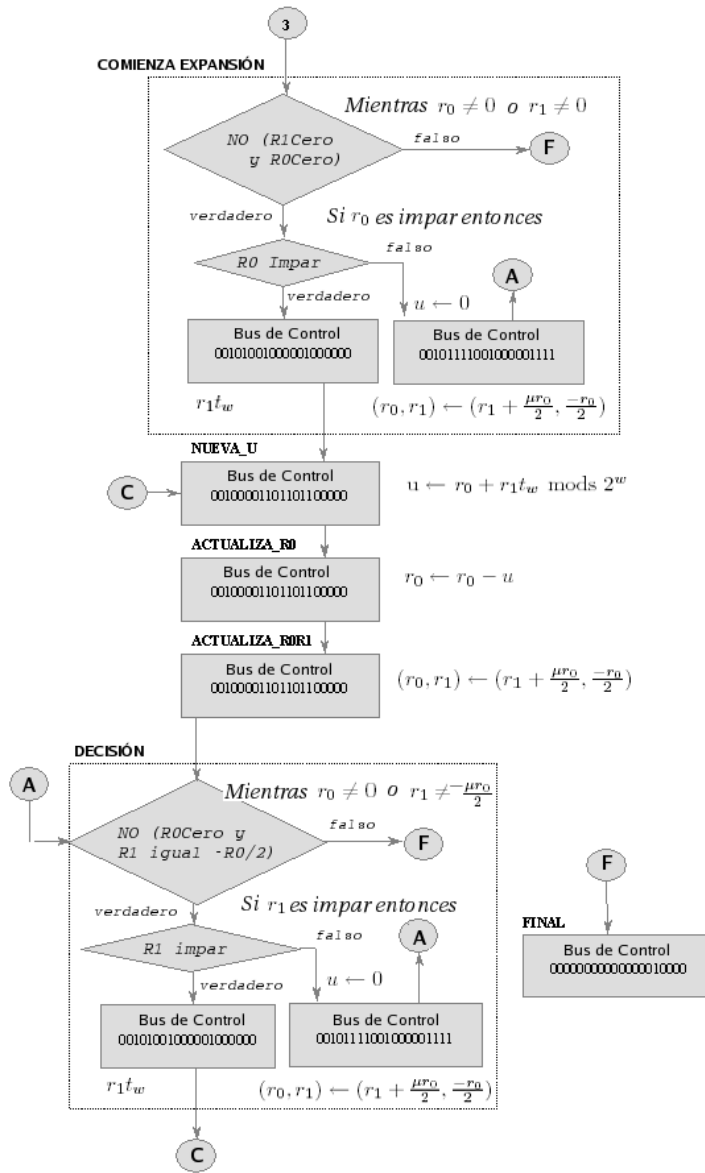 3
COMIENZA EXPANSIÓN
Mientras r₀ ≠ 0 o r₁ ≠ 0
NO (R1Cero
y R0Cero)
falso
F
verdadero
Si r₀ es impar entonces
falso
R0 Impar
A
verdadero
u ← 0
Bus de Control
00101001000001000000
Bus de Control
00101111001000001111
r₁t_w
(r₀, r₁) ← (r₁ + μr₀/2, −r₀/2)
NUEVA_U
Bus de Control
00100001101101100000
C
u ← r₀ + r₁t_w mods 2^w
ACTUALIZA_R0
Bus de Control
00100001101101100000
r₀ ← r₀ − u
ACTUALIZA_R0R1
Bus de Control
00100001101101100000
(r₀, r₁) ← (r₁ + μr₀/2, −r₀/2)
DECISIÓN
A
Mientras r₀ ≠ 0 o r₁ ≠ −μr₀/2
NO (R0Cero y
R1 igual -R0/2)
falso
F
verdadero
Si r₁ es impar entonces
falso
R1 impar
A
verdadero
u ← 0
Bus de Control
00101001000001000000
Bus de Control
00101111001000001111
r₁t_w
(r₀, r₁) ← (r₁ + μr₀/2, −r₀/2)
C
F
FINAL
Bus de Control
00000000000000010000